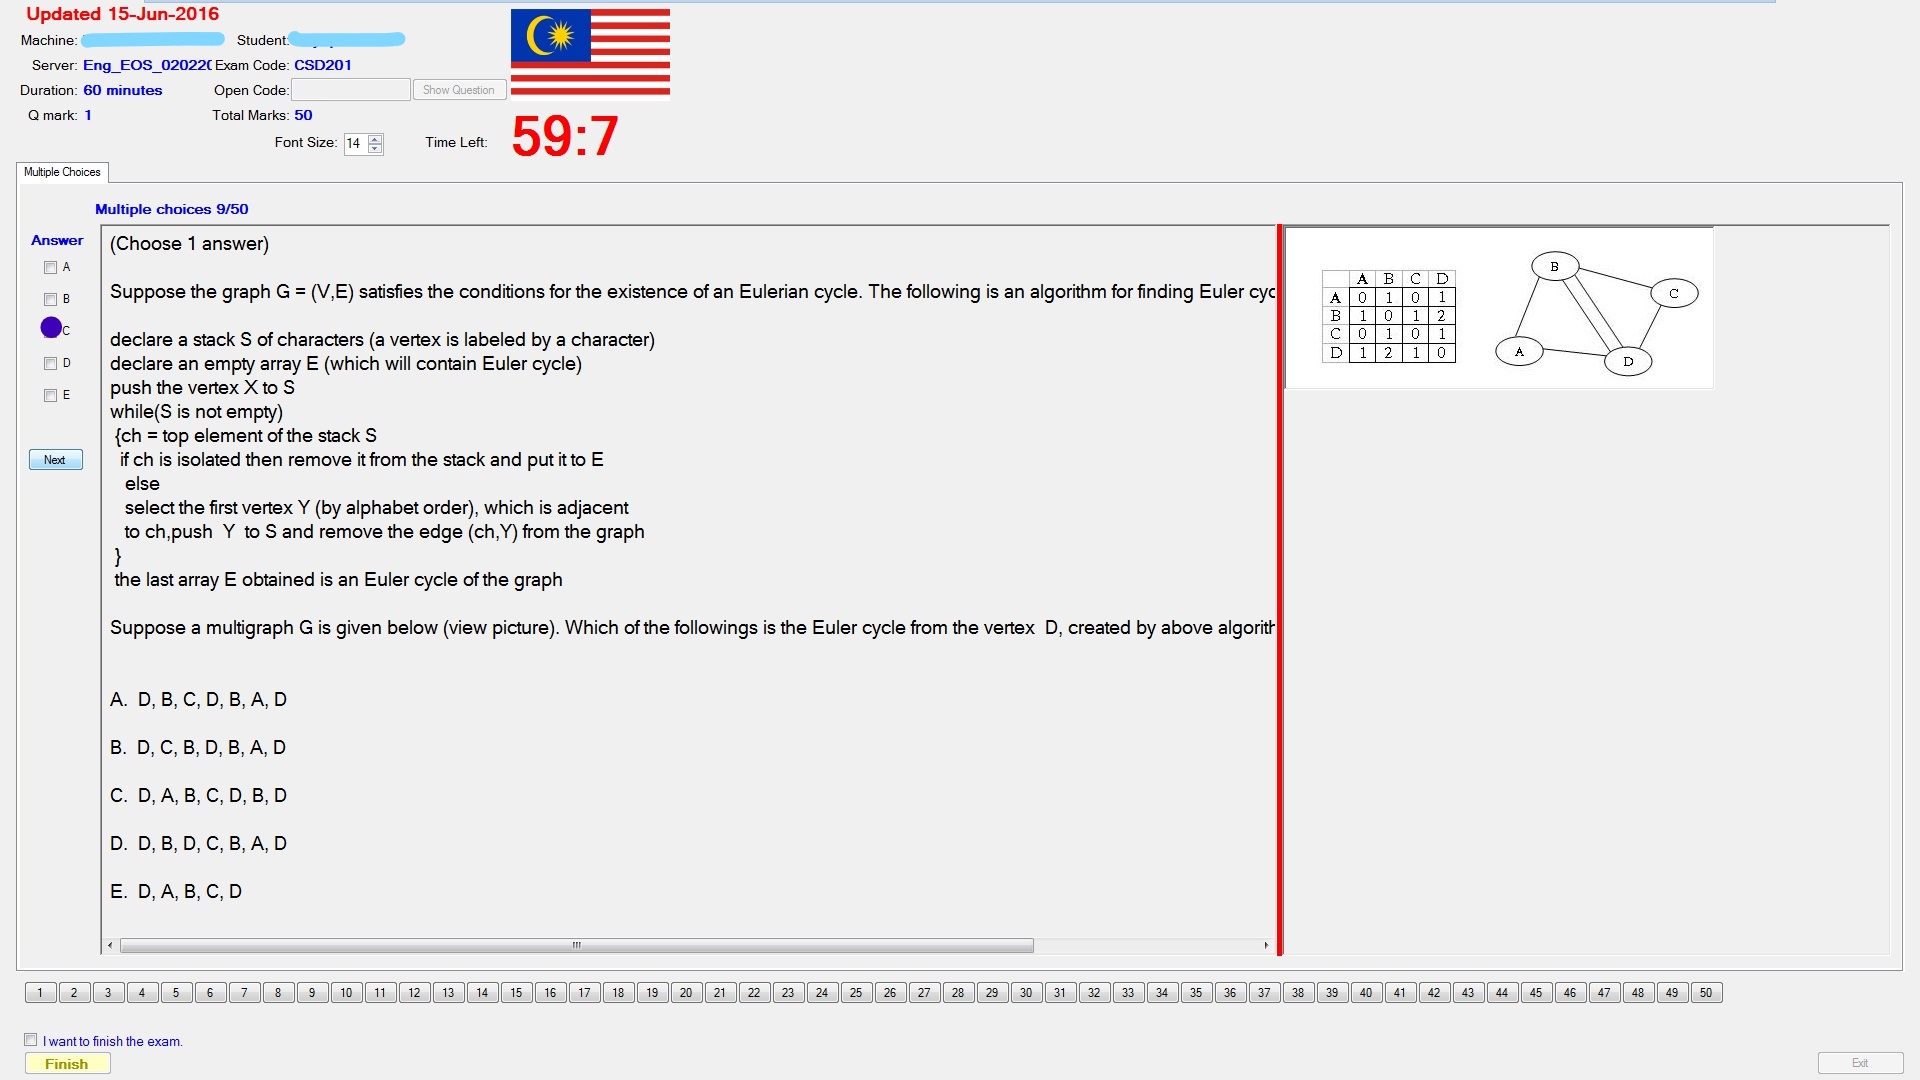 Updated 15-Jun-2016
Machine: Student:
Server: Eng_EOS_02022( Exam Code: CSD201
Duration: 60 minutes Open Code: Show Question
Q mark: 1 Total Marks: 50
Font Size: 14 Time Left: 59:7
Multiple Choices
Multiple choices 9/50
Answer
A
B
C
D
E
Next
(Choose 1 answer)
Suppose the graph G = (V,E) satisfies the conditions for the existence of an Eulerian cycle. The following is an algorithm for finding Euler cyc
declare a stack S of characters (a vertex is labeled by a character)
declare an empty array E (which will contain Euler cycle)
push the vertex X to S
while(S is not empty)
{ch = top element of the stack S
if ch is isolated then remove it from the stack and put it to E
else
select the first vertex Y (by alphabet order), which is adjacent
to ch,push Y to S and remove the edge (ch,Y) from the graph
}
the last array E obtained is an Euler cycle of the graph
Suppose a multigraph G is given below (view picture). Which of the followings is the Euler cycle from the vertex D, created by above algorith
A. D, B, C, D, B, A, D
B. D, C, B, D, B, A, D
C. D, A, B, C, D, B, D
D. D, B, D, C, B, A, D
E. D, A, B, C, D
A B C D
A 0 1 0 1
B 1 0 1 2
C 0 1 0 1
D 1 2 1 0
B
C
A
D
1 2 3 4 5 6 7 8 9 10 11 12 13 14 15 16 17 18 19 20 21 22 23 24 25 26 27 28 29 30 31 32 33 34 35 36 37 38 39 40 41 42 43 44 45 46 47 48 49 50
I want to finish the exam.
Finish
Exit